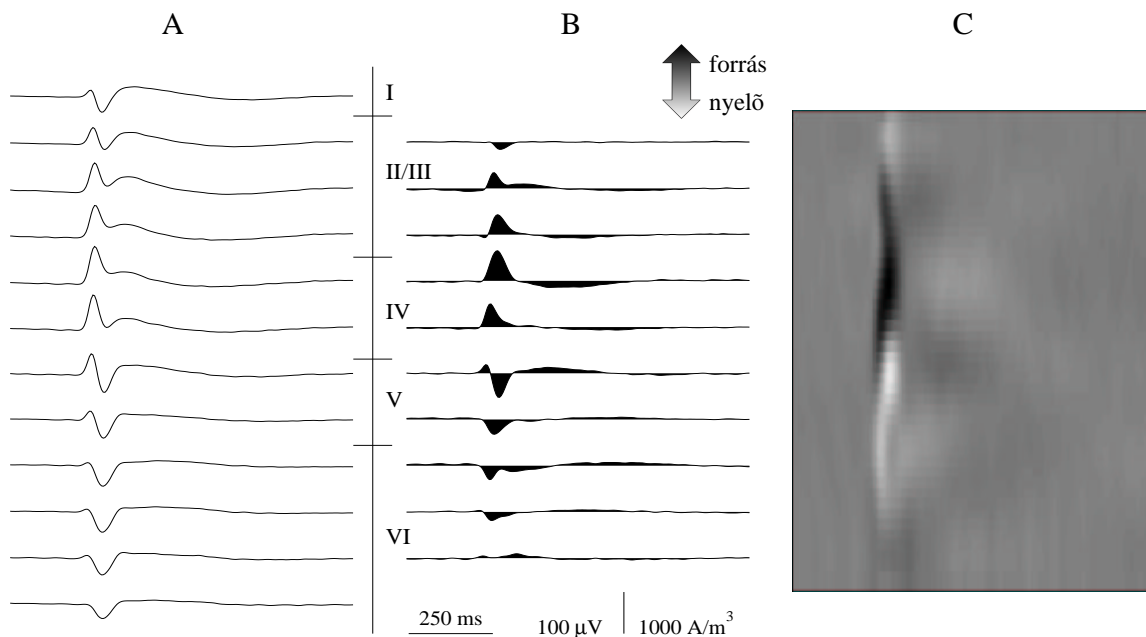 A
B
C
forrás
nyelõ
I
II/III
IV
V
VI
250 ms
100 µV
1000 A/m³